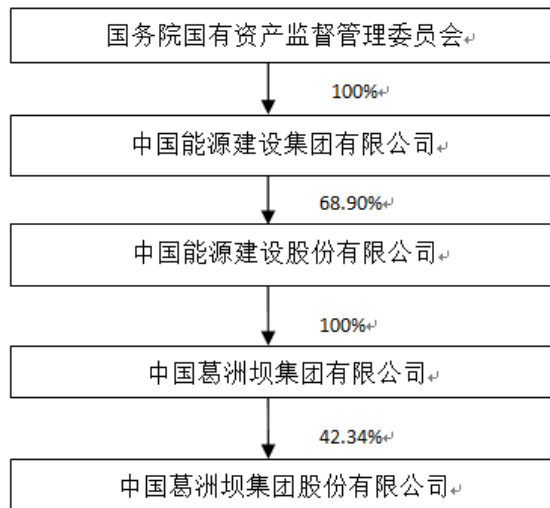 国务院国有资产监督管理委员会
100%
中国能源建设集团有限公司
68.90%
中国能源建设股份有限公司
100%
中国葛洲坝集团有限公司
42.34%
中国葛洲坝集团股份有限公司